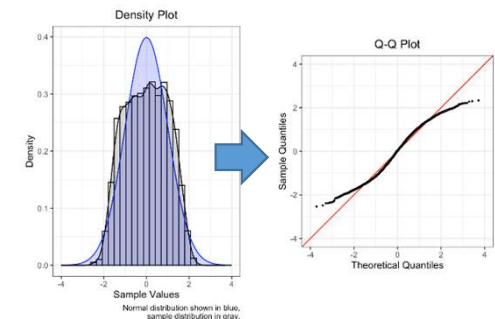 Density Plot
0.4
0.3
0.2
0.1
0.0
Density
-4
-2
0
2
4
Sample Values
Normal distribution shown in blue,
sample distribution in gray.
Q-Q Plot
4
2
0
-2
-4
Sample Quantiles
-4
-2
0
2
4
Theoretical Quantiles